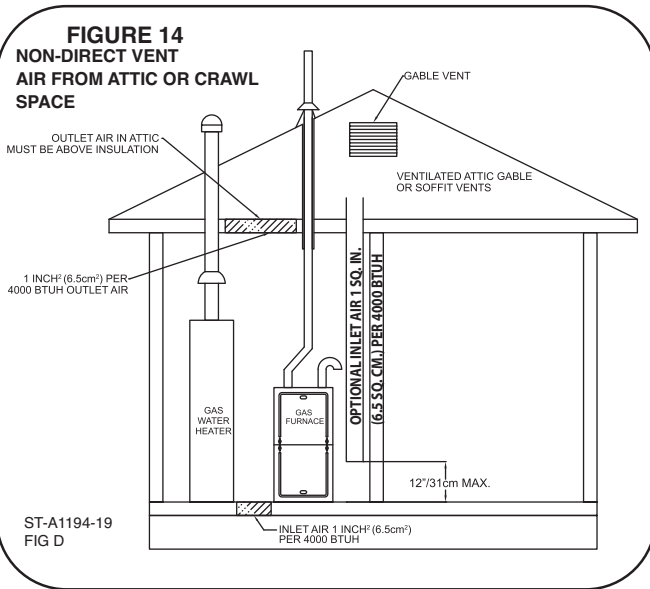 FIGURE 14
NON-DIRECT VENT
AIR FROM ATTIC OR CRAWL
SPACE
GABLE VENT
OUTLET AIR IN ATTIC
MUST BE ABOVE INSULATION
VENTILATED ATTIC GABLE
OR SOFFIT VENTS
1 INCH² (6.5cm²) PER
4000 BTUH OUTLET AIR
OPTIONAL INLET AIR 1 SQ. IN.
(6.5 SQ. CM.) PER 4000 BTUH
GAS
WATER
HEATER
GAS
FURNACE
12"/31cm MAX.
ST-A1194-19
FIG D
INLET AIR 1 INCH² (6.5cm²)
PER 4000 BTUH